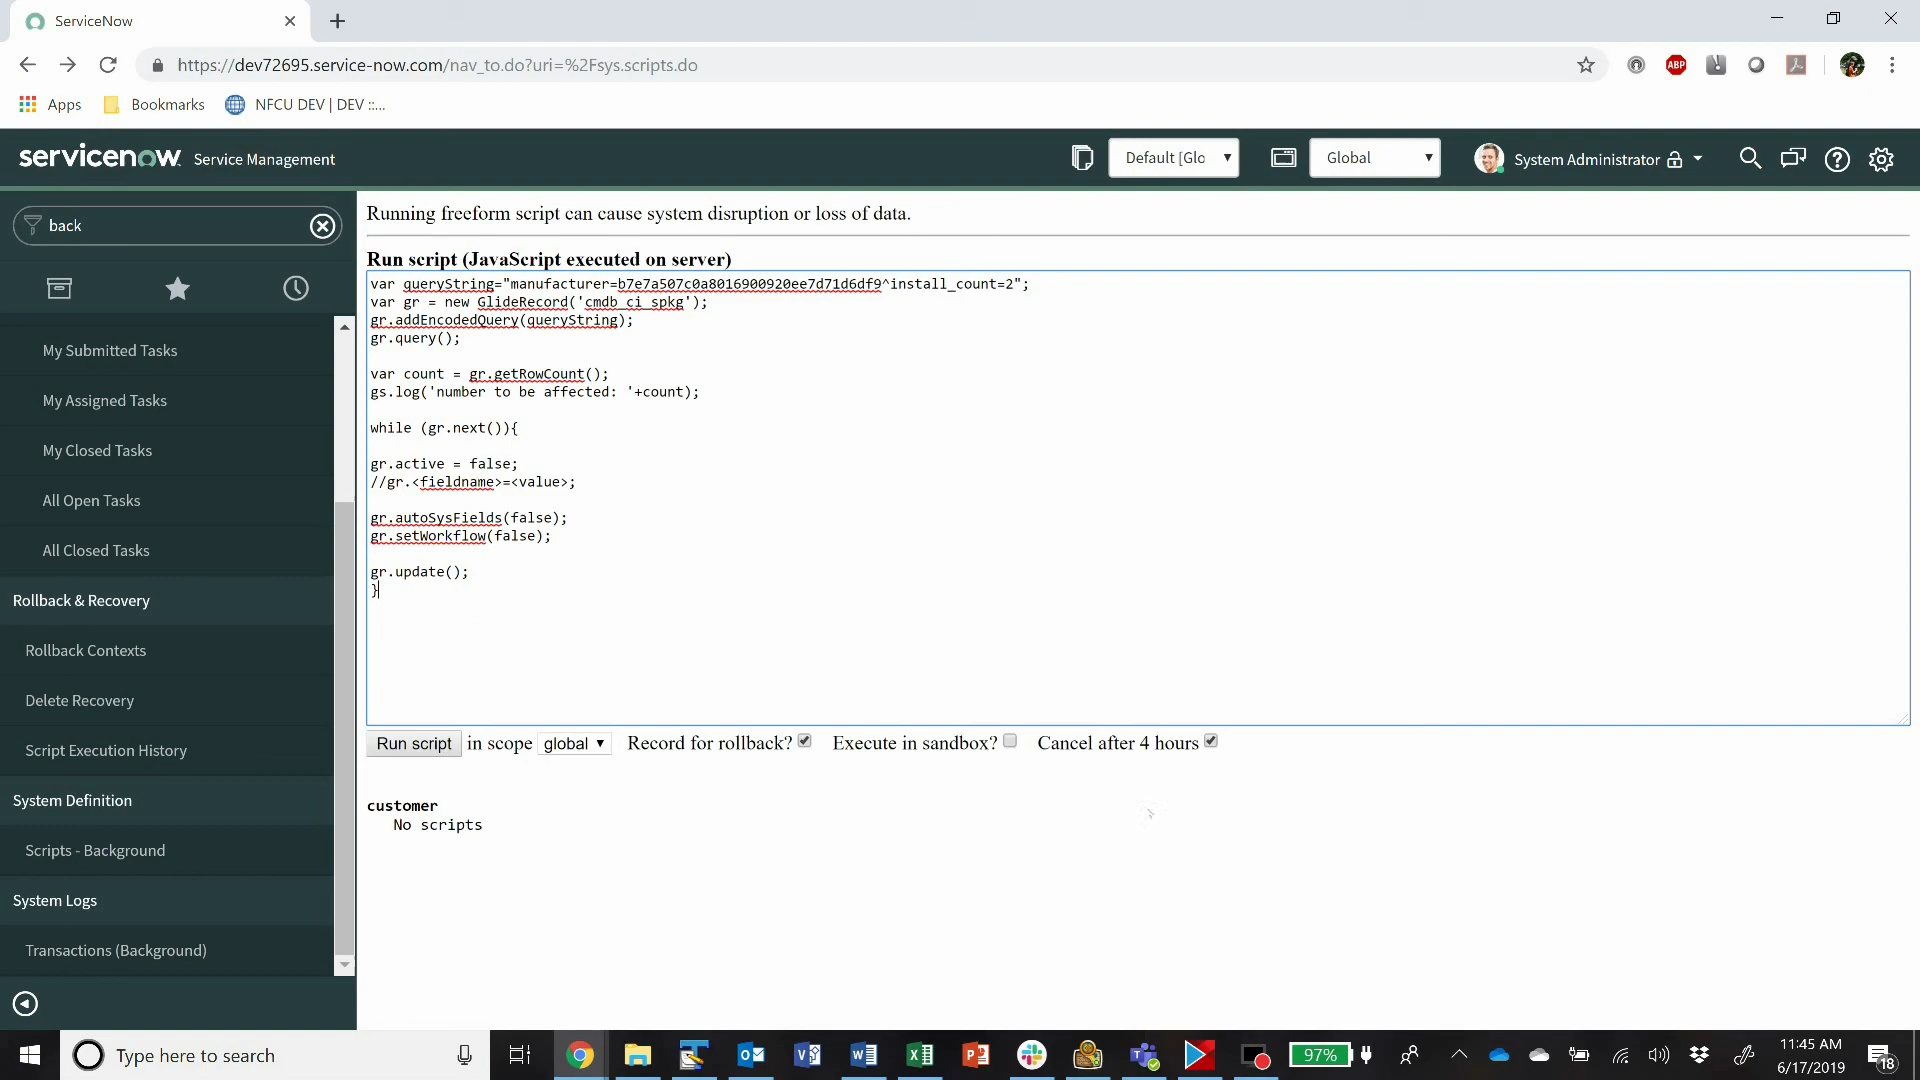 ServiceNow
https://dev72695.service-now.com/nav_to.do?uri=%2Fsys.scripts.do
ABP
Apps
Bookmarks
NFCU DEV | DEV ::...
servicenow
Service Management
Default [Glo
Global
System Administrator
back
My Submitted Tasks
My Assigned Tasks
My Closed Tasks
All Open Tasks
All Closed Tasks
Rollback & Recovery
Rollback Contexts
Delete Recovery
Script Execution History
System Definition
Scripts - Background
System Logs
Transactions (Background)
Running freeform script can cause system disruption or loss of data.
Run script (JavaScript executed on server)
var queryString="manufacturer=b7e7a507c0a8016900920ee7d71d6df9^install_count=2";
var gr = new GlideRecord('cmdb_ci_spkg');
gr.addEncodedQuery(queryString);
gr.query();
var count = gr.getRowCount();
gs.log('number to be affected: '+count);
while (gr.next()){
gr.active = false;
//gr.<fieldname>=<value>;
gr.autoSysFields(false);
gr.setWorkflow(false);
gr.update();
}
Run script in scope global Record for rollback? Execute in sandbox? Cancel after 4 hours
customer
No scripts
Type here to search
97%
11:45 AM
6/17/2019
18